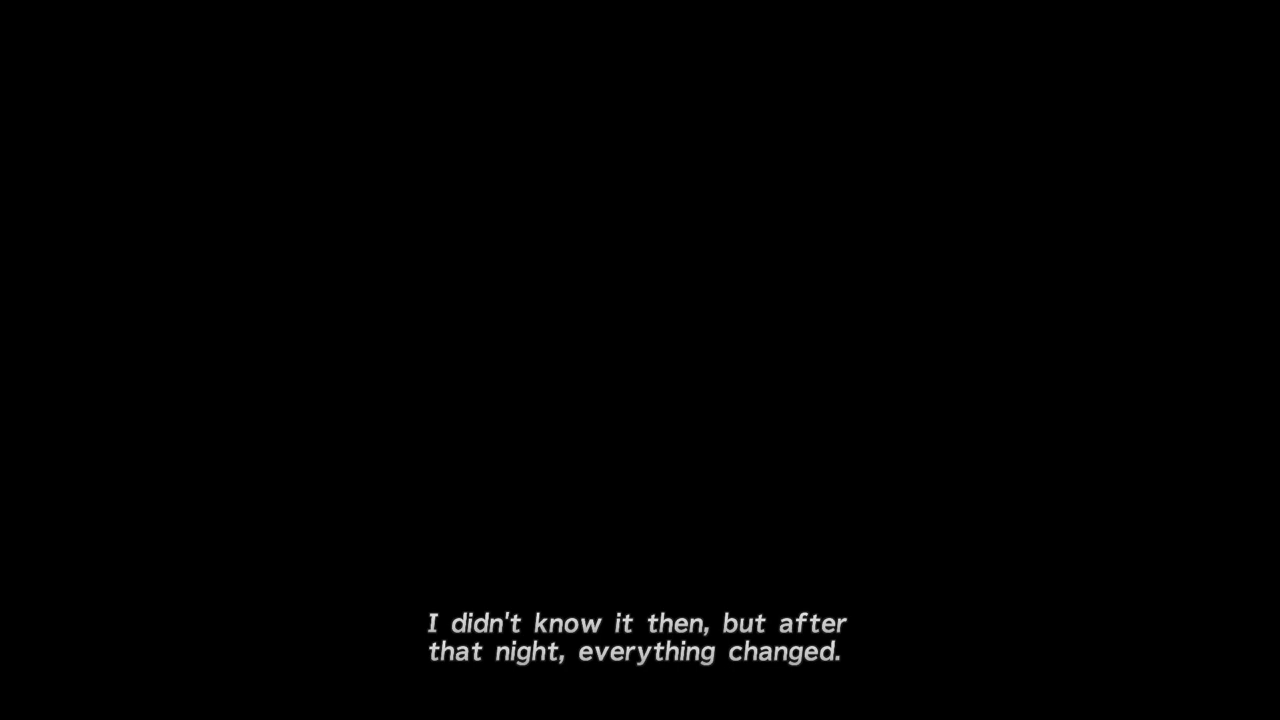 I didn't know it then, but after
that night, everything changed.